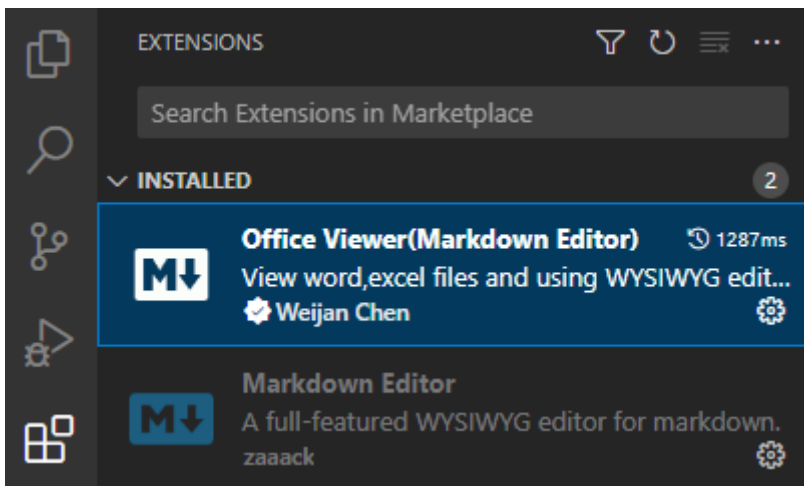 EXTENSIONS
Search Extensions in Marketplace
INSTALLED 2
Office Viewer(Markdown Editor) 1287ms
View word,excel files and using WYSIWYG edit...
Weijan Chen
Markdown Editor
A full-featured WYSIWYG editor for markdown.
zaaack